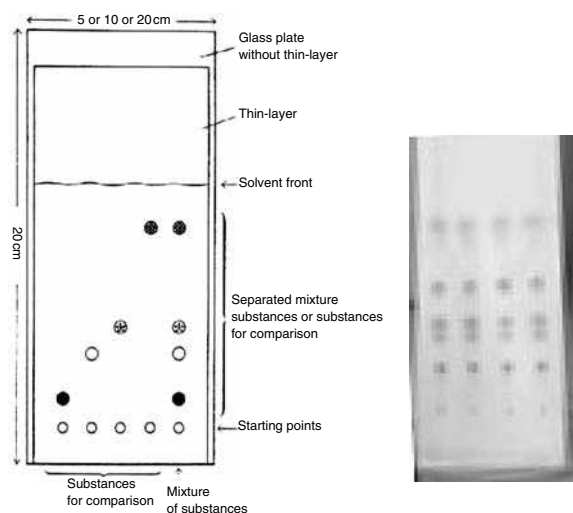 5 or 10 or 20 cm
Glass plate
without thin-layer
Thin-layer
Solvent front
20 cm
Separated mixture
substances or substances
for comparison
Starting points
Substances
for comparison
Mixture
of substances